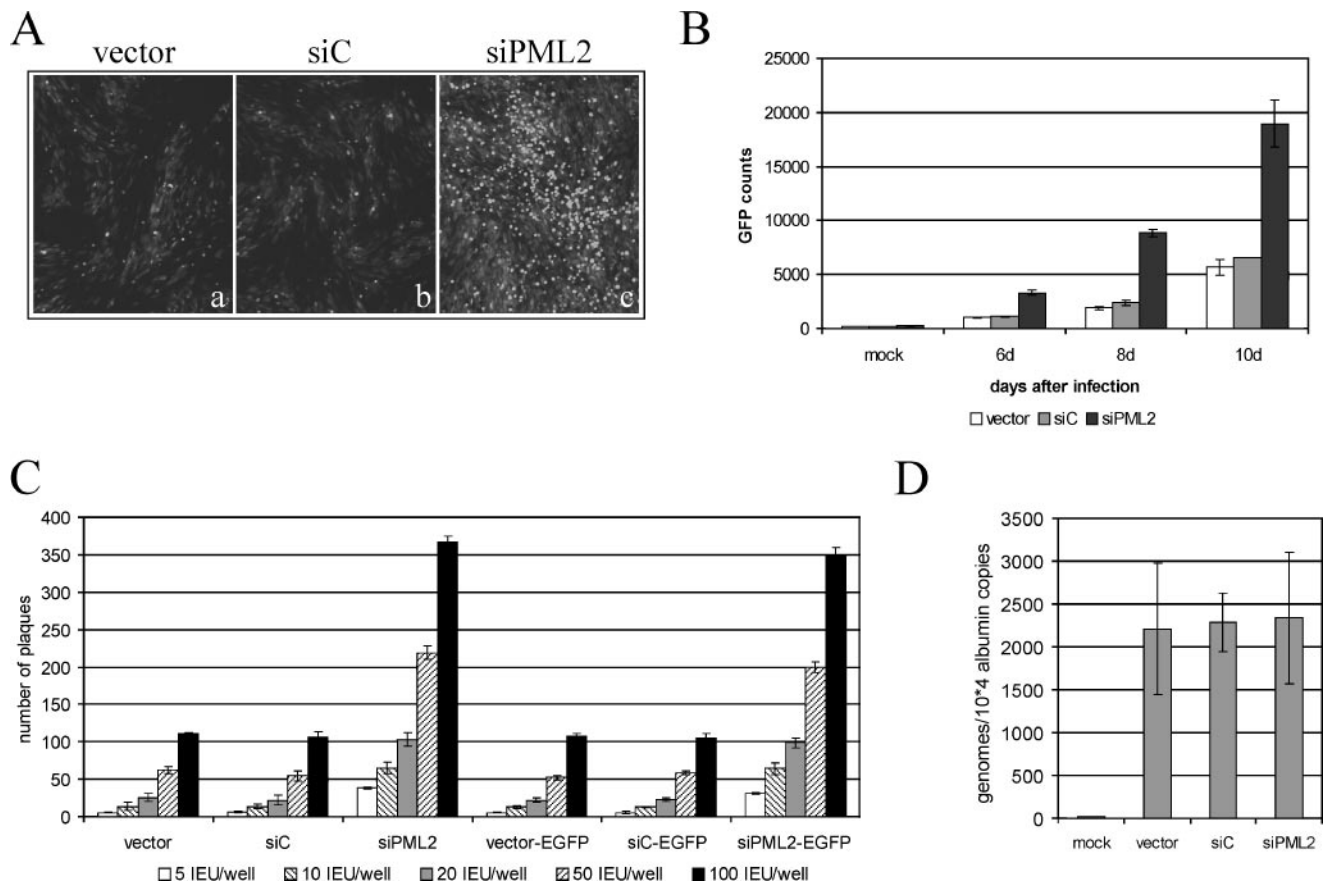 A
vector siC siPML2
a b c
B
GFP counts
25000
20000
15000
10000
5000
0
mock 6d 8d 10d
days after infection
vector siC siPML2
C
number of plaques
400
350
300
250
200
150
100
50
0
vector siC siPML2 vector-EGFP siC-EGFP siPML2-EGFP
5 IEU/well 10 IEU/well 20 IEU/well 50 IEU/well 100 IEU/well
D
genomes/10*4 albumin copies
3500
3000
2500
2000
1500
1000
500
0
mock vector siC siPML2